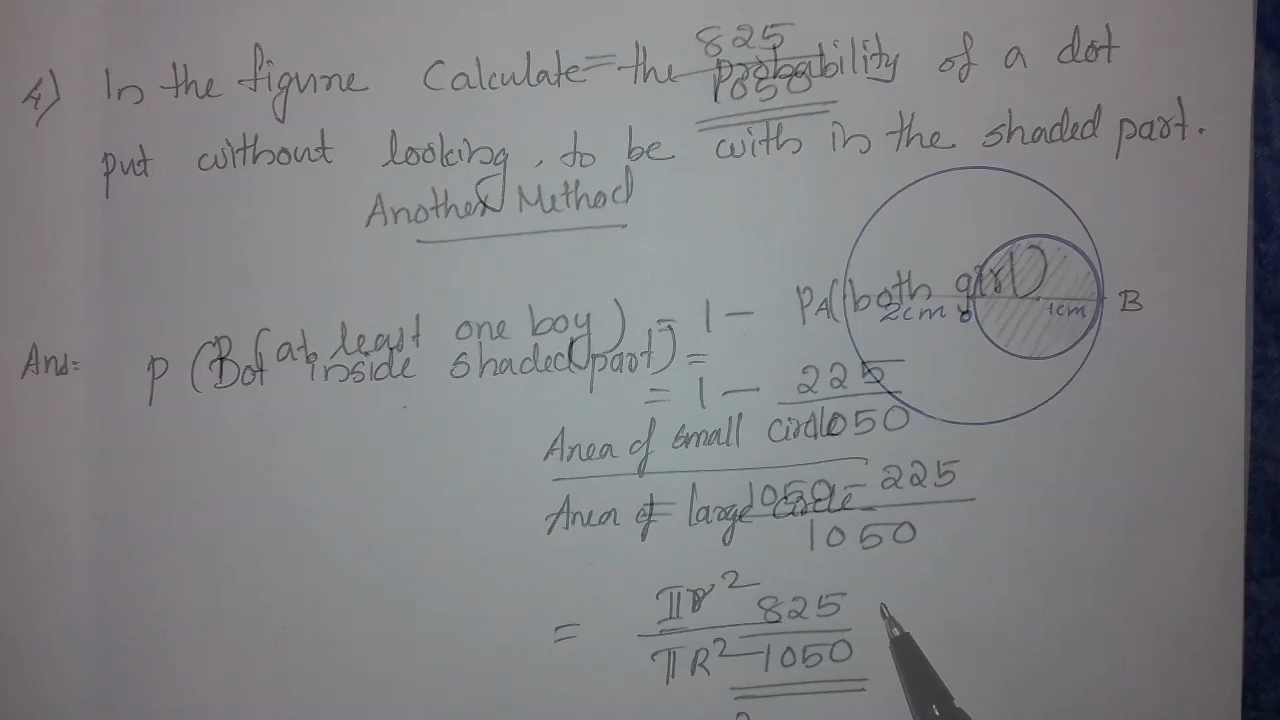 825
4) In the figure Calculate = the probability of a dot
1050
put without looking, to be with in the shaded part.
Another Method
P (at least one boy) = 1 - P(both girl)
A 2cm 1cm B
Ans: P (Dot inside shaded part) =
= 1 - 225
1050
Area of small circle
Area of large circle
1050 - 225
1050
= πr²
πR²
825
1050